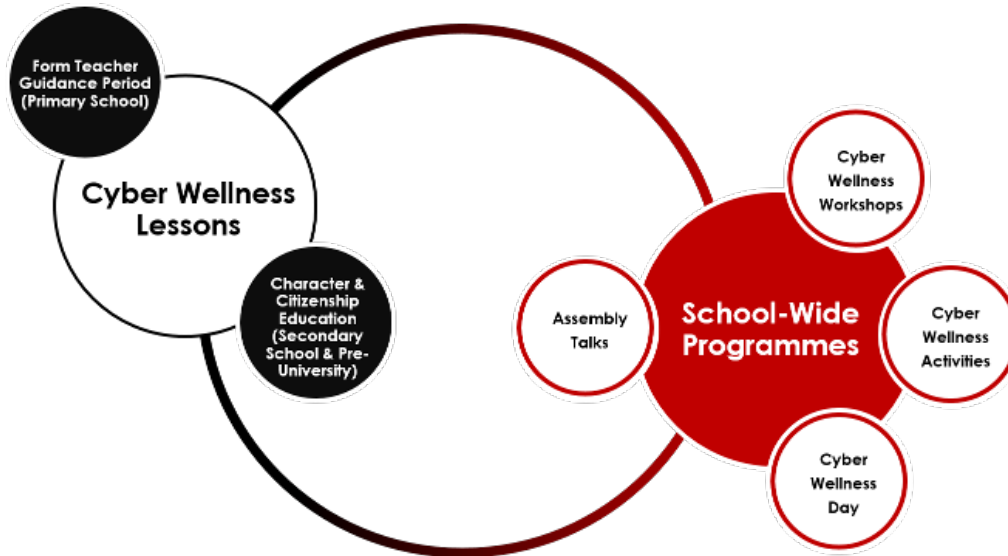 Form Teacher
Guidance Period
(Primary School)
Cyber Wellness
Lessons
Character &
Citizenship
Education
(Secondary
School & Pre-
University)
Assembly
Talks
School-Wide
Programmes
Cyber
Wellness
Workshops
Cyber
Wellness
Activities
Cyber
Wellness
Day